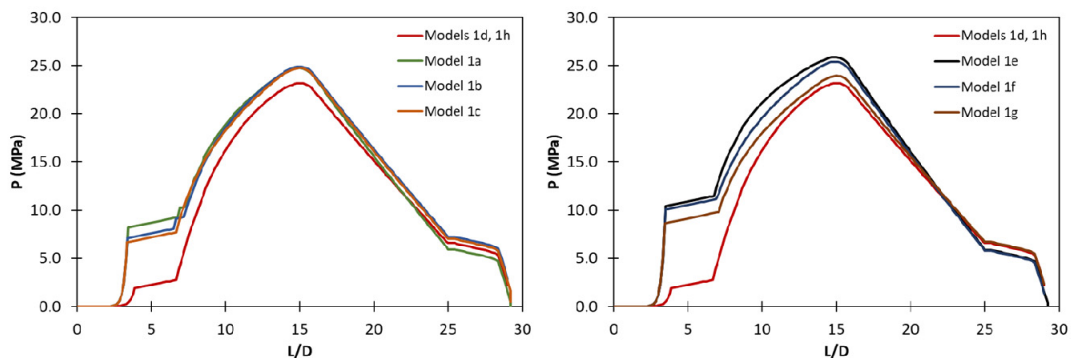 30.0
25.0
20.0
15.0
10.0
5.0
0.0
P (MPa)
0 5 10 15 20 25 30
L/D
Models 1d, 1h
Model 1a
Model 1b
Model 1c
30.0
25.0
20.0
15.0
10.0
5.0
0.0
P (MPa)
0 5 10 15 20 25 30
L/D
Models 1d, 1h
Model 1e
Model 1f
Model 1g